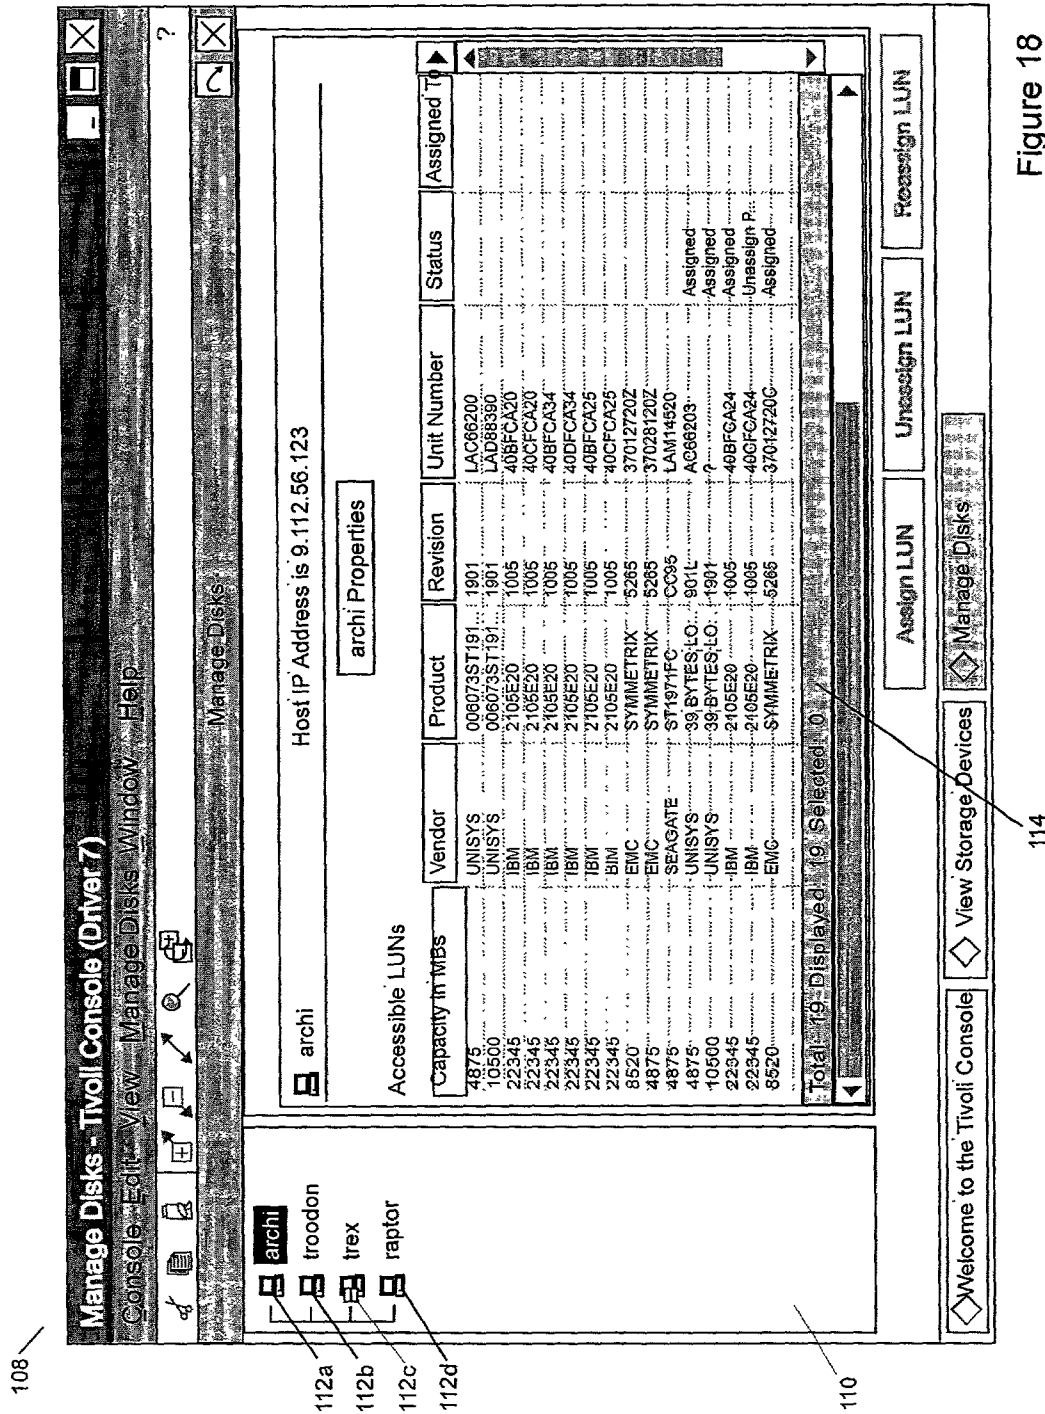 108
Manage Disks - Tivoli Console (Driver 7)
Console Edit View Manage Disks Window Help
?
Manage Disks
112a
112b
112c
112d
archi
troodon
trex
raptor
110
archi
Host IP Address is 9.112.56.123
archi Properties
Accessible LUNs
Capacity in MBs Vendor Product Revision Unit Number Status Assigned To
4875 UNISYS 006073ST191... 1901 LAC66200
10500 UNISYS 006073ST191... 1901 LAD88390
22345 IBM 2105E20 1005 40BFCA20
22345 IBM 2105E20 1005 40CFCA20
22345 IBM 2105E20 1005 40BFCA34
22345 IBM 2105E20 1005 40DFCA34
22345 IBM 2105E20 1005 40BFCA25
22345 BIM 2105E20 1005 40CFCA25
8520 EMC SYMMETRIX 5265 37012720Z
4875 EMC SYMMETRIX 5265 37028120Z
4875 SEAGATE ST1971FC CC95 LAM14520
4875 UNISYS 39 BYTES LO... 901L AC66203 Assigned
10500 UNISYS 39 BYTES LO... 1901 ? Assigned
22345 IBM 2105E20 1005 40BFCA24 Assigned
22345 IBM 2105E20 1005 40CFCA24 Unassign P...
8520 EMC SYMMETRIX 5265 37012720C Assigned
Total: 19 Displayed: 19 Selected: 0
Assign LUN Unassign LUN Reassign LUN
Welcome to the Tivoli Console View Storage Devices Manage Disks
114
Figure 18